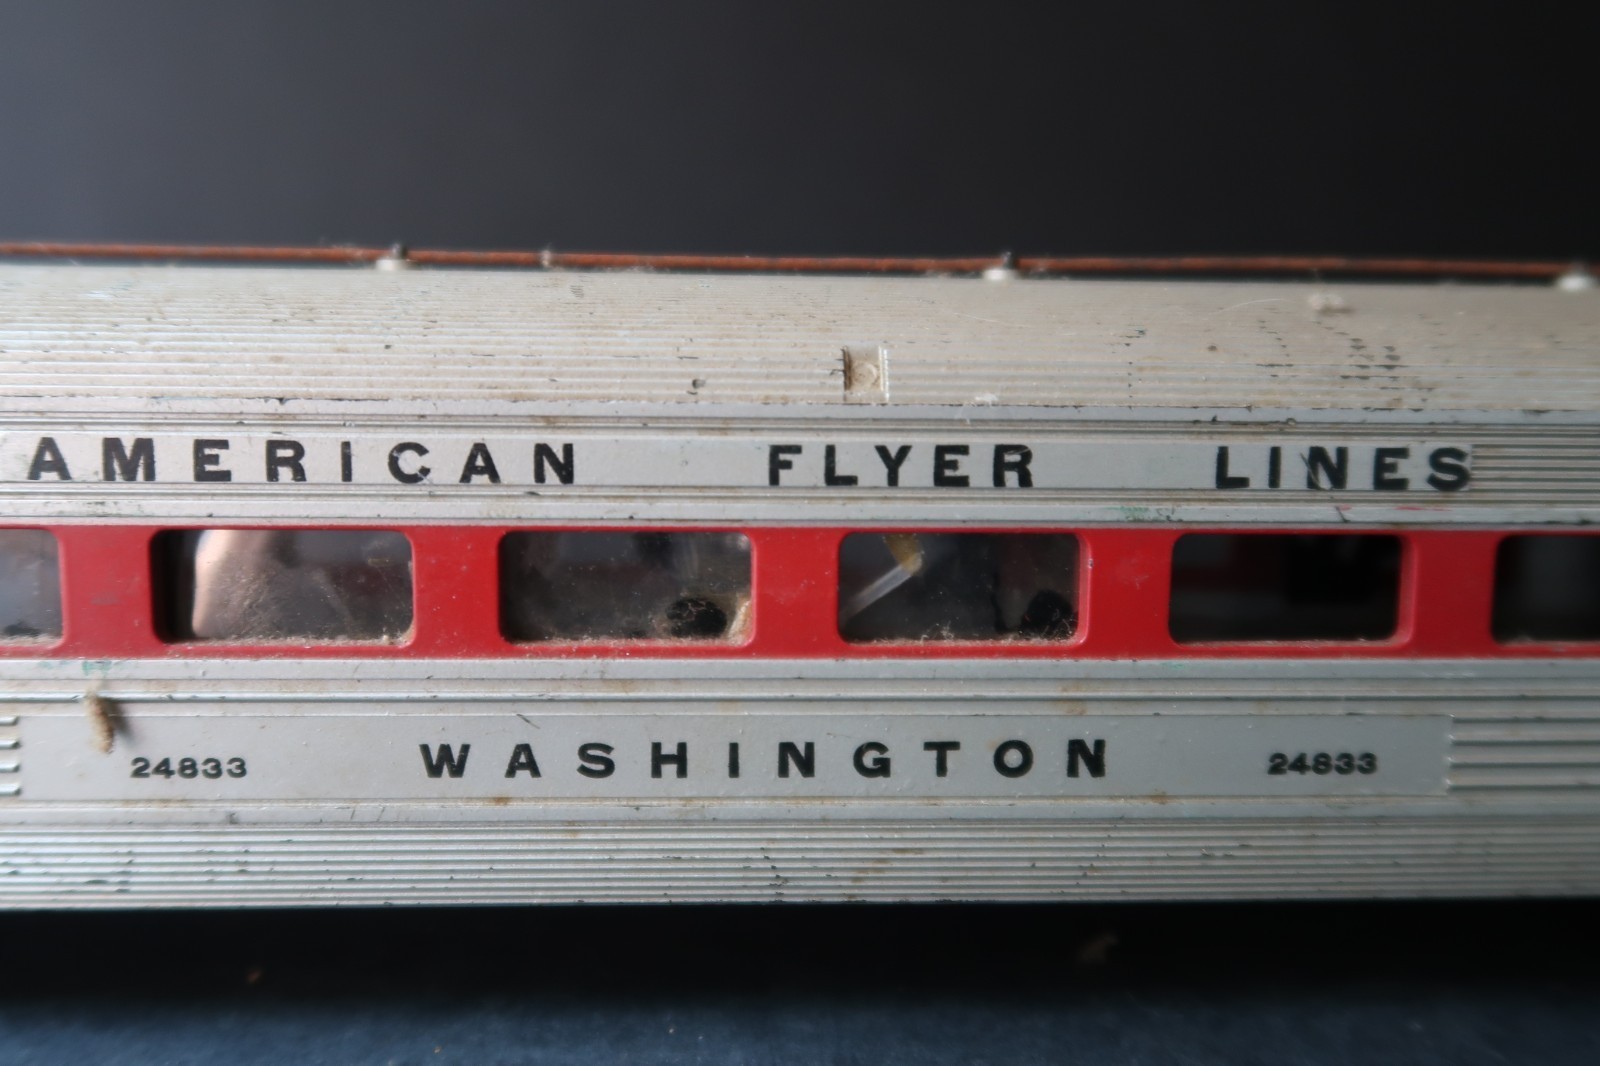 AMERICAN FLYER LINES
24833 WASHINGTON 24833